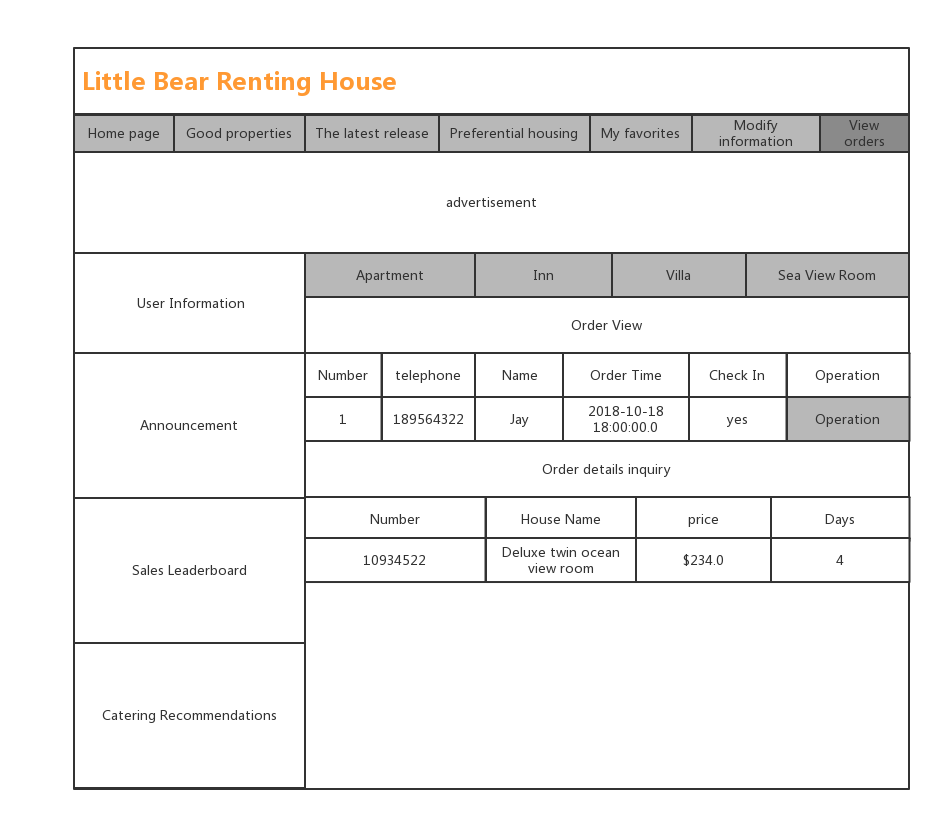 Little Bear Renting House
Home page
Good properties
The latest release
Preferential housing
My favorites
Modify
information
View
orders
advertisement
User Information
Apartment
Inn
Villa
Sea View Room
Order View
Announcement
Number
telephone
Name
Order Time
Check In
Operation
1
189564322
Jay
2018-10-18
18:00:00.0
yes
Operation
Order details inquiry
Sales Leaderboard
Number
House Name
price
Days
10934522
Deluxe twin ocean
view room
$234.0
4
Catering Recommendations